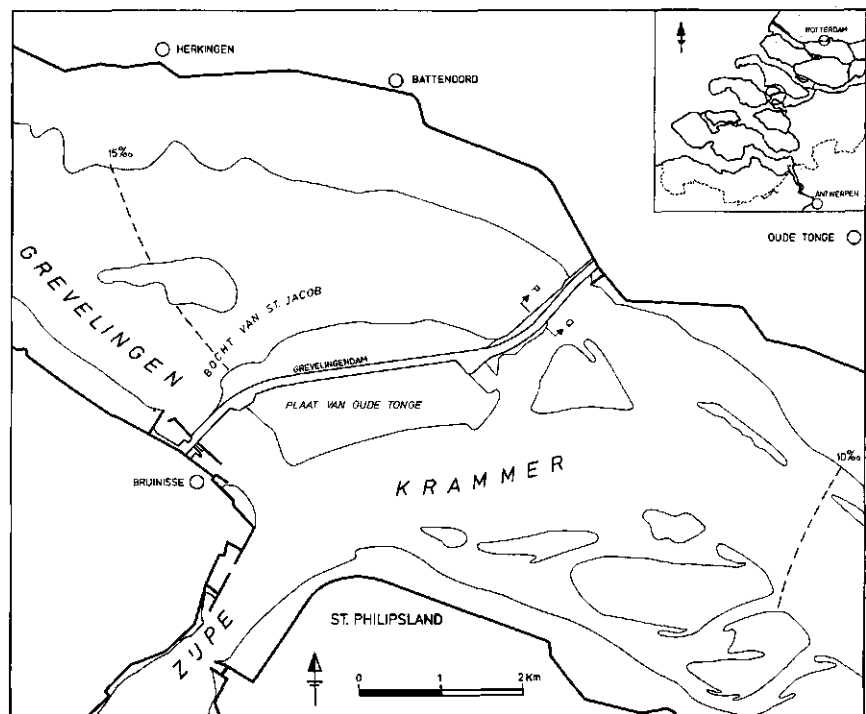 HERKINGEN
BATTENOORD
ROTTERDAM
ANTWERPEN
OUDE TONGE
15‰
GREVELINGEN
BOCHT VAN ST. JACOB
P
Q
GREVELINGENDAM
PLAAT VAN OUDE TONGE
KRAMMER
10‰
BRUINISSE
ZIJPE
ST. PHILIPSLAND
0 1 2 Km